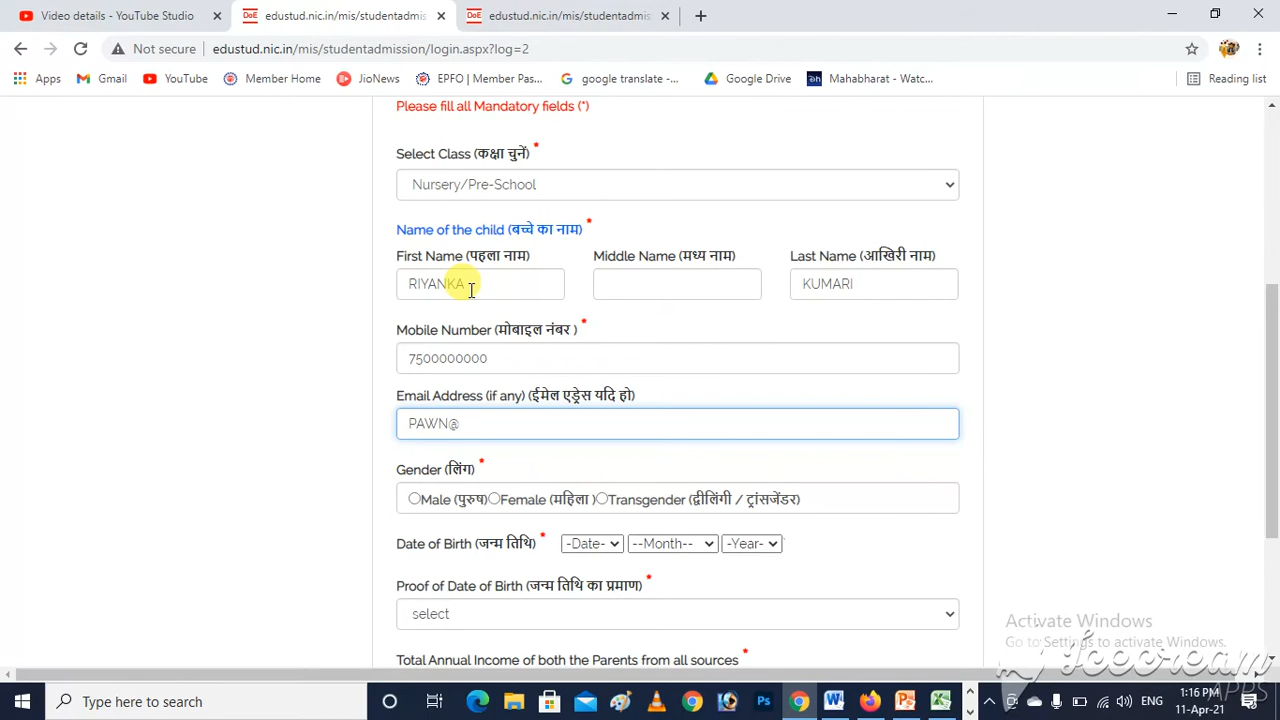 Video details - YouTube Studio
edustud.nic.in/mis/studentadmis
edustud.nic.in/mis/studentadmiss
Not secure
edustud.nic.in/mis/studentadmission/login.aspx?log=2
Apps
Gmail
YouTube
Member Home
JioNews
EPFO | Member Pas...
google translate -...
Google Drive
Mahabharat - Watc...
Reading list
Please fill all Mandatory fields (*)
Select Class (कक्षा चुनें) *
Nursery/Pre-School
Name of the child (बच्चे का नाम) *
First Name (पहला नाम) Middle Name (मध्य नाम) Last Name (आखिरी नाम)
RIYANKA KUMARI
Mobile Number (मोबाइल नंबर ) *
7500000000
Email Address (if any) (ईमेल एड्रेस यदि हो)
PAWN@
Gender (लिंग) *
Male (पुरुष) Female (महिला ) Transgender (द्वीलिंगी / ट्रांसजेंडर)
Date of Birth (जन्म तिथि) * -Date- --Month-- -Year-
Proof of Date of Birth (जन्म तिथि का प्रमाण) *
select
Total Annual Income of both the Parents from all sources *
Activate Windows
Go to Settings to activate Windows.
Icecream
APPS
Type here to search
ENG
1:16 PM
11-Apr-21